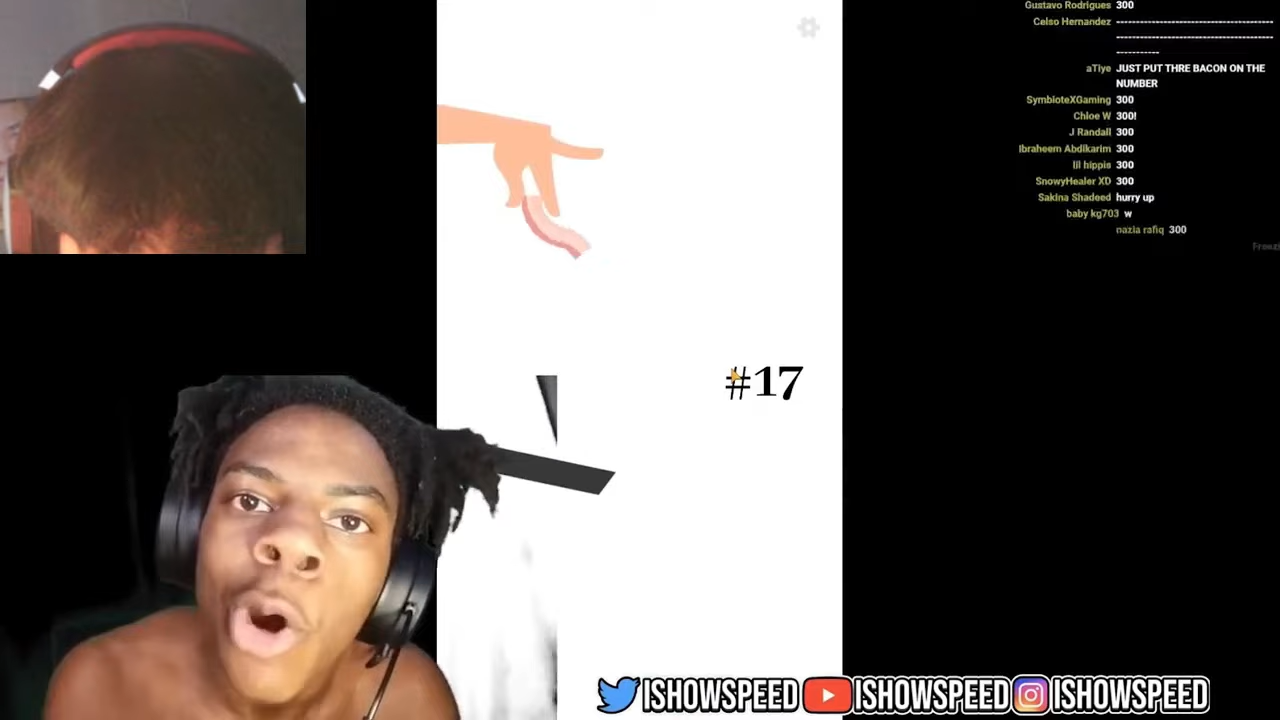 Gustavo Rodrigues 300
Celso Hernandez ----------------------------------------
----------------------------------------
-----------
aTiye JUST PUT THRE BACON ON THE
NUMBER
SymbioteXGaming 300
Chloe W 300!
J Randall 300
Ibraheem Abdikarim 300
lil hippis 300
SnowyHealer XD 300
Sakina Shadeed hurry up
baby kg703 w
nazia rafiq 300
#17
ISHOWSPEED ISHOWSPEED ISHOWSPEED